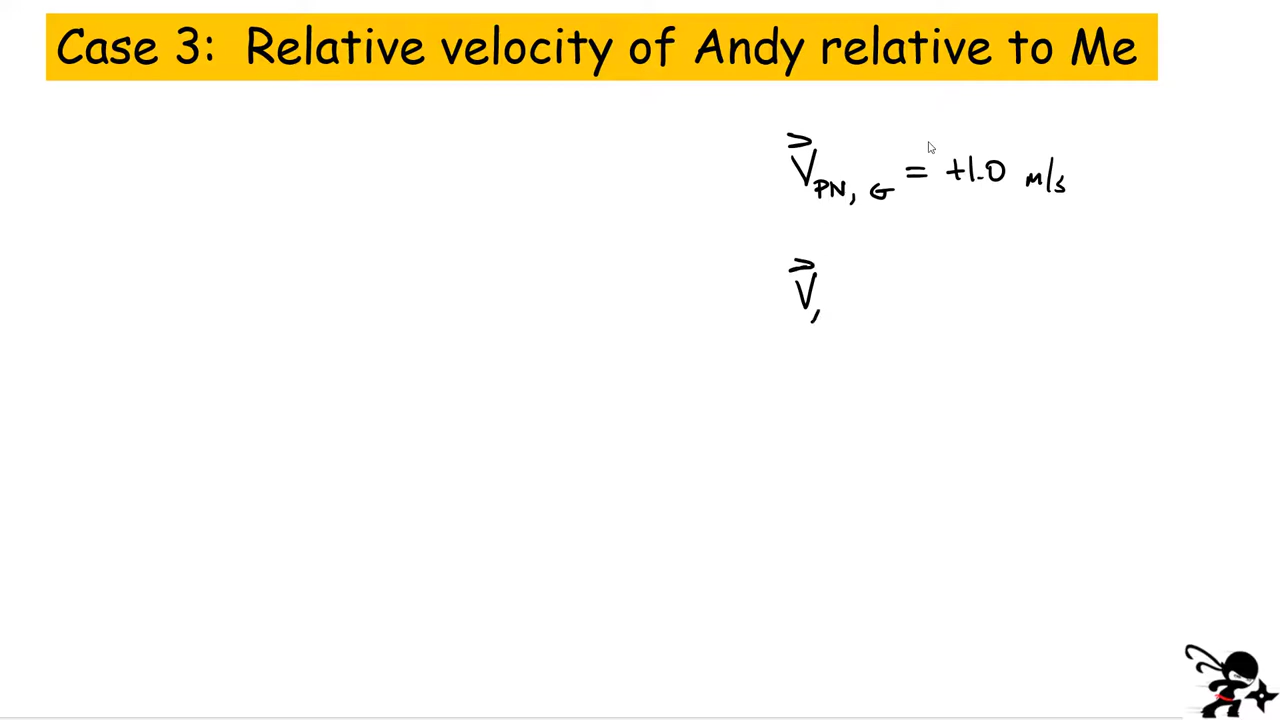 Case 3: Relative velocity of Andy relative to Me
V⃗ PN, G = +1.0 m/s
V⃗ ,